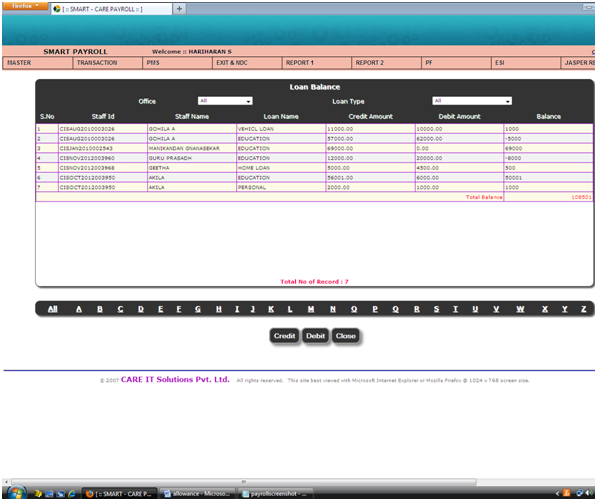 Firefox
[ :: SMART - CARE PAYROLL :: ] +
SMART PAYROLL Welcome :: HARIHARAN S
MASTER TRANSACTION PMS EXIT & NDC REPORT 1 REPORT 2 PF ESI JASPER RE
Loan Balance
Office All Loan Type All
S.No Staff Id Staff Name Loan Name Credit Amount Debit Amount Balance
1 CISAUG2010003026 GOHILA A VEHICL LOAN 11000.00 10000.00 1000
2 CISAUG2010003026 GOHILA A EDUCATION 57000.00 62000.00 -5000
3 CISJAN2010002543 MANIKANDAN GNANASEKAR EDUCATION 69000.00 0.00 69000
4 CISNOV2012003960 GURU PRASADH EDUCATION 12000.00 20000.00 -8000
5 CISNOV2012003968 GEETHA HOME LOAN 5000.00 4500.00 500
6 CISOCT2012003950 AKILA EDUCATION 56001.00 6000.00 50001
7 CISOCT2012003950 AKILA PERSONAL 2000.00 1000.00 1000
Total Balance 108501
Total No of Record : 7
All A B C D E F G H I J K L M N O P Q R S T U V W X Y Z
Credit Debit Close
© 2007 CARE IT Solutions Pvt. Ltd. All rights reserved. This site best viewed with Microsoft Internet Explorer or Mozilla Firefox @ 1024 x 768 screen size.
[ :: SMART - CARE P... allowance - Microso... payrollscreenshot - ...